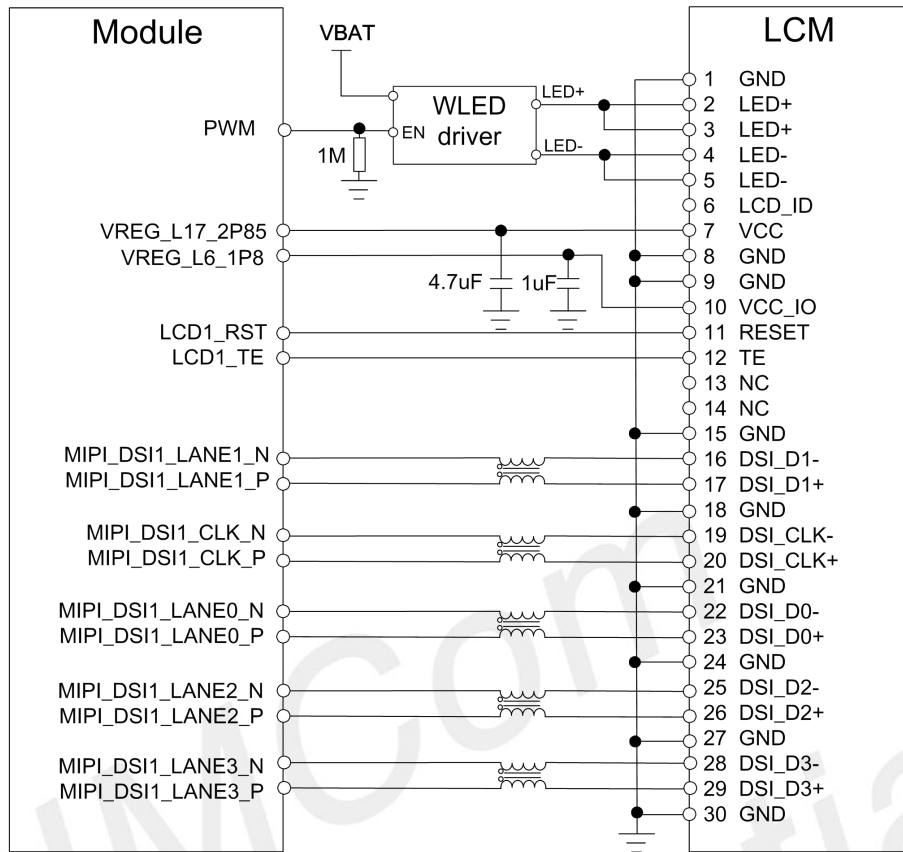 Module
LCM
VBAT
WLED
driver
EN
LED+
LED-
PWM
1M
VREG_L17_2P85
VREG_L6_1P8
4.7uF
1uF
LCD1_RST
LCD1_TE
MIPI_DSI1_LANE1_N
MIPI_DSI1_LANE1_P
MIPI_DSI1_CLK_N
MIPI_DSI1_CLK_P
MIPI_DSI1_LANE0_N
MIPI_DSI1_LANE0_P
MIPI_DSI1_LANE2_N
MIPI_DSI1_LANE2_P
MIPI_DSI1_LANE3_N
MIPI_DSI1_LANE3_P
1 GND
2 LED+
3 LED+
4 LED-
5 LED-
6 LCD_ID
7 VCC
8 GND
9 GND
10 VCC_IO
11 RESET
12 TE
13 NC
14 NC
15 GND
16 DSI_D1-
17 DSI_D1+
18 GND
19 DSI_CLK-
20 DSI_CLK+
21 GND
22 DSI_D0-
23 DSI_D0+
24 GND
25 DSI_D2-
26 DSI_D2+
27 GND
28 DSI_D3-
29 DSI_D3+
30 GND